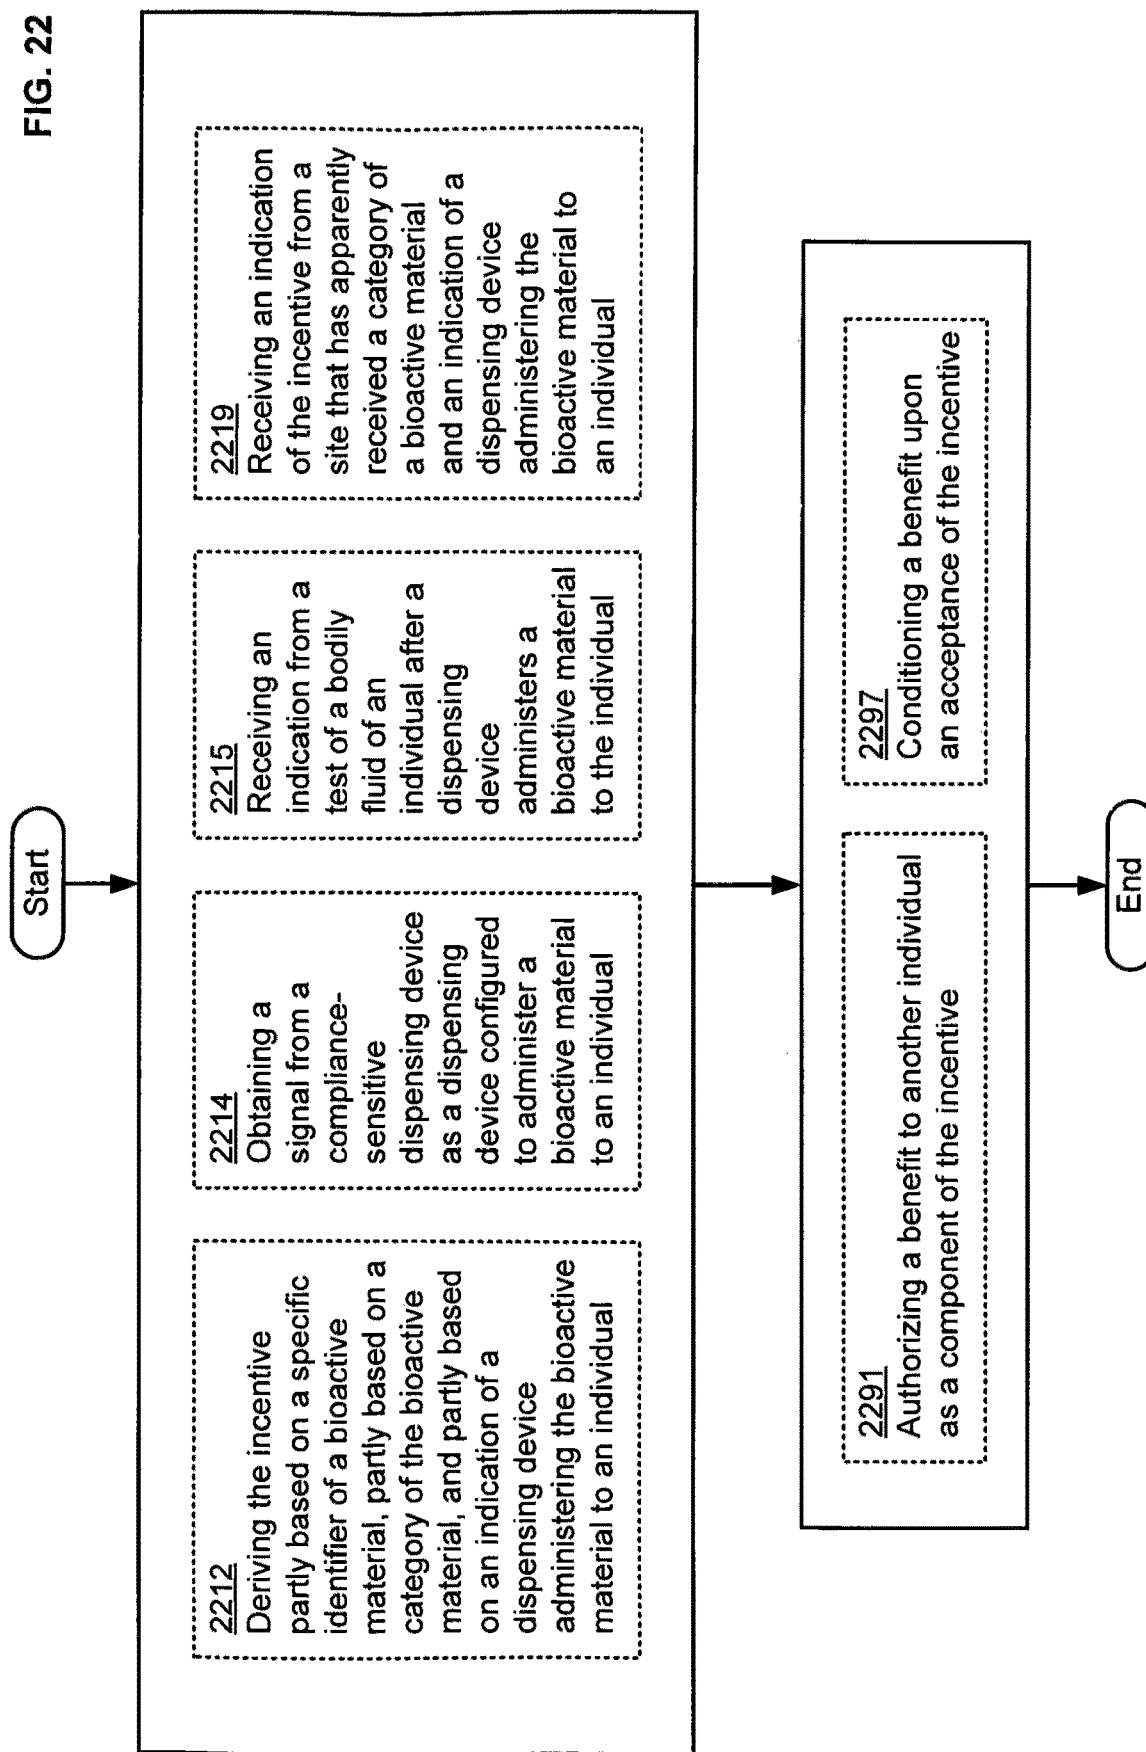 FIG. 22
Start
2212
Deriving the incentive
partly based on a specific
identifier of a bioactive
material, partly based on a
category of the bioactive
material, and partly based
on an indication of a
dispensing device
administering the bioactive
material to an individual
2214
Obtaining a
signal from a
compliance-
sensitive
dispensing device
as a dispensing
device configured
to administer a
bioactive material
to an individual
2215
Receiving an
indication from a
test of a bodily
fluid of an
individual after a
dispensing
device
administers a
bioactive material
to the individual
2219
Receiving an indication
of the incentive from a
site that has apparently
received a category of
a bioactive material
and an indication of a
dispensing device
administering the
bioactive material to
an individual
2291
Authorizing a benefit to another individual
as a component of the incentive
2297
Conditioning a benefit upon
an acceptance of the incentive
End